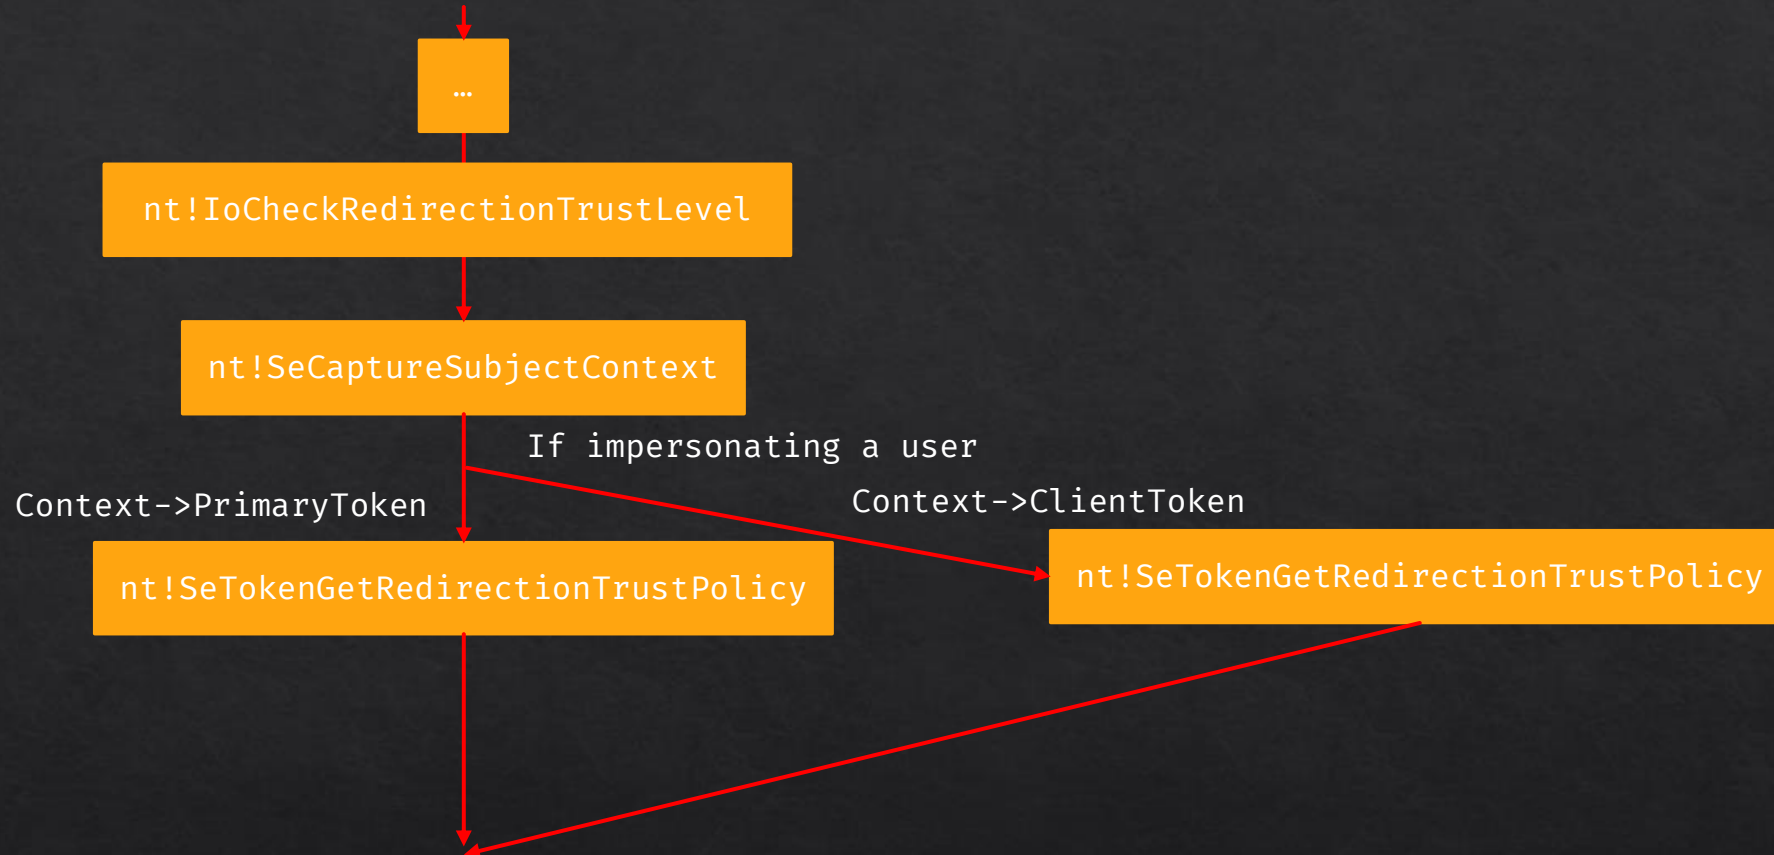 …
nt!IoCheckRedirectionTrustLevel
nt!SeCaptureSubjectContext
If impersonating a user
Context->PrimaryToken
Context->ClientToken
nt!SeTokenGetRedirectionTrustPolicy
nt!SeTokenGetRedirectionTrustPolicy